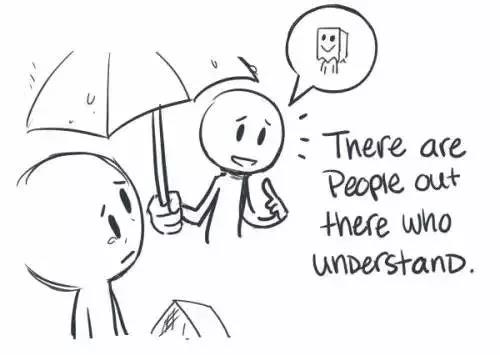 There are
People out
there who
understand.